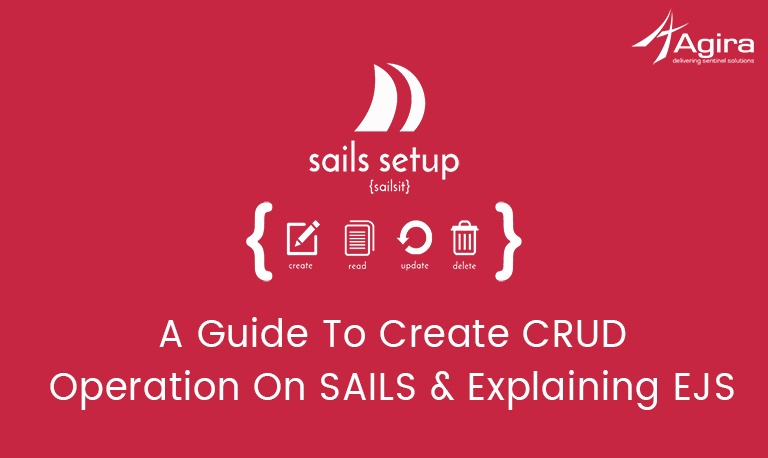 Agira
delivering sentinel solutions
sails setup
{sailsit}
{ create read update delete }
A Guide To Create CRUD
Operation On SAILS & Explaining EJS